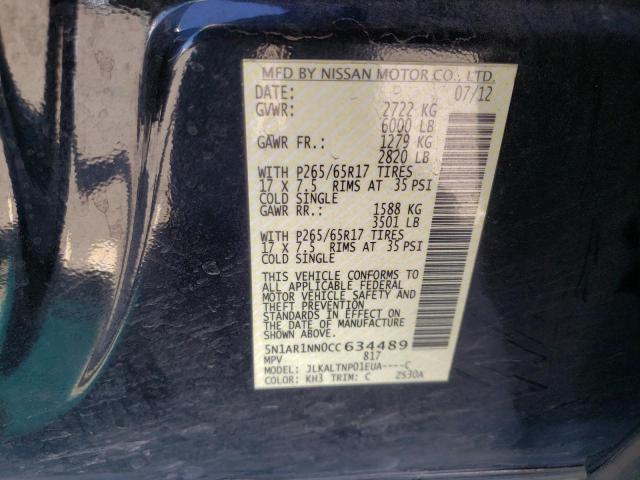 MFD BY NISSAN MOTOR CO., LTD.
DATE: 07/12
GVWR: 2722 KG
6000 LB
GAWR FR.: 1279 KG
2820 LB
WITH P265/65R17 TIRES
17 X 7.5 RIMS AT 35 PSI
COLD SINGLE
GAWR RR.: 1588 KG
3501 LB
WITH P265/65R17 TIRES
17 X 7.5 RIMS AT 35 PSI
COLD SINGLE
THIS VEHICLE CONFORMS TO
ALL APPLICABLE FEDERAL
MOTOR VEHICLE SAFETY AND
THEFT PREVENTION
STANDARDS IN EFFECT ON
THE DATE OF MANUFACTURE
SHOWN ABOVE.
5N1AR1NN0CC634489
MPV 817
MODEL: JLKALTNP01EUA----C
COLOR: KH3 TRIM: C 2S30A